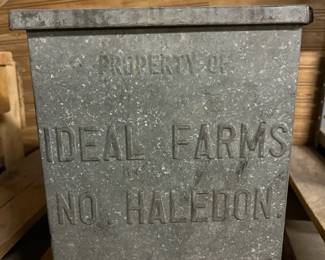 PROPERTY OF
IDEAL FARMS
NO. HALEDON.